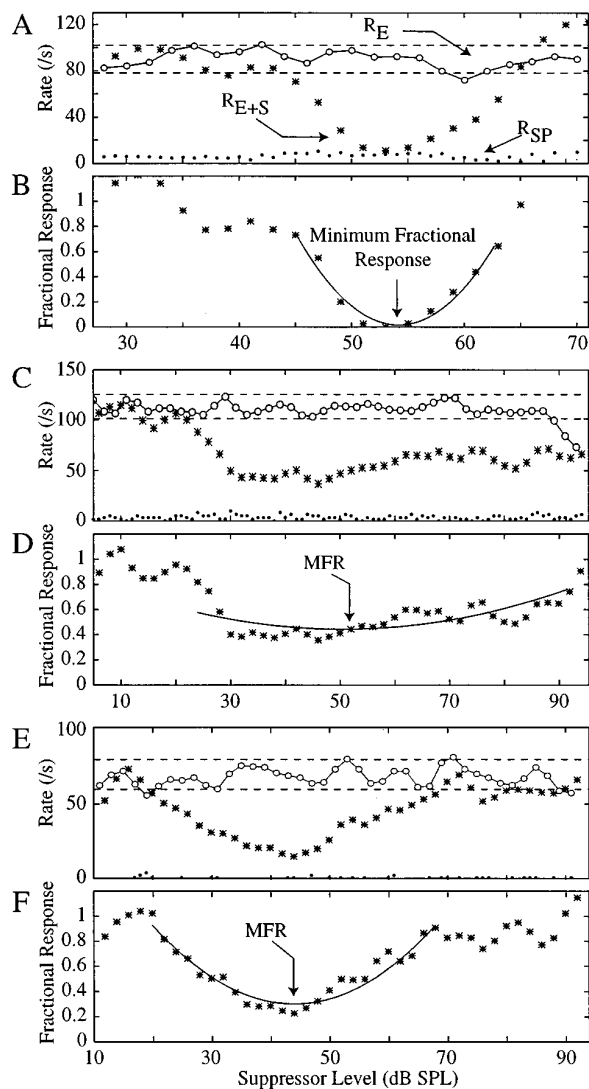 A
120
80
40
0
Rate (/s)
R_E
R_E+S
R_SP
B
1
0.8
0.6
0.4
0.2
0
Fractional Response
Minimum Fractional
Response
30
40
50
60
70
C
150
100
50
0
Rate (/s)
D
1
0.8
0.6
0.4
0.2
0
Fractional Response
MFR
10
30
50
70
90
E
100
50
0
Rate (/s)
F
1
0.8
0.6
0.4
0.2
0
Fractional Response
MFR
10
30
50
70
90
Suppressor Level (dB SPL)